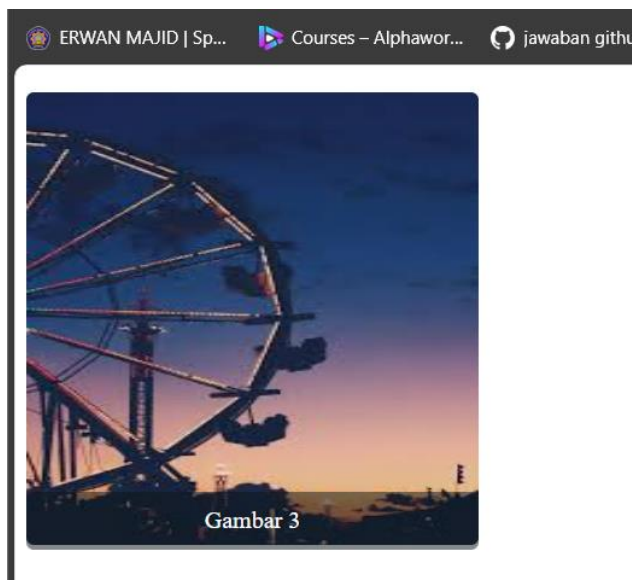 ERWAN MAJID | Sp...
Courses – Alphawor...
jawaban githu
Gambar 3